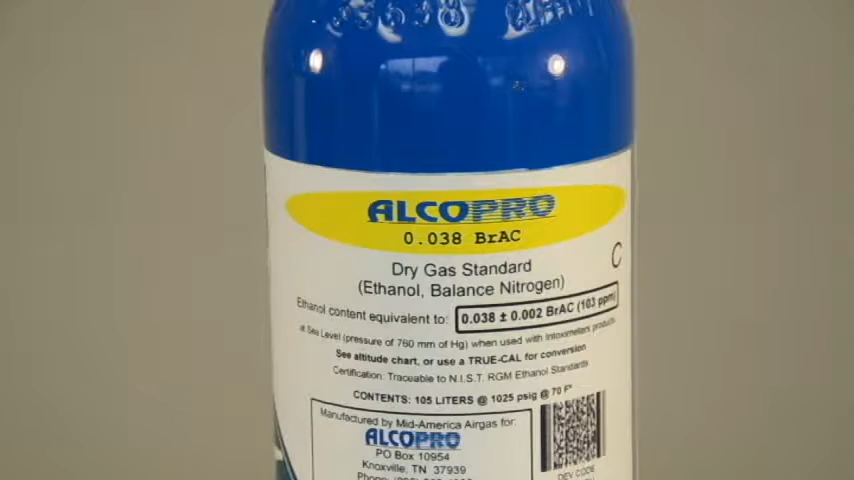 ALCOPRO
0.038 BrAC
C
Dry Gas Standard
(Ethanol, Balance Nitrogen)
Ethanol content equivalent to: 0.038 ± 0.002 BrAC (103 ppm)
at Sea Level (pressure of 760 mm of Hg) when used with Intoximeters products
See altitude chart, or use a TRUE-CAL for conversion
Certification: Traceable to N.I.S.T. RGM Ethanol Standards
CONTENTS: 105 LITERS @ 1025 psig @ 70 F°
Manufactured by Mid-America Airgas for:
ALCOPRO
PO Box 10954
Knoxville, TN 37939
DEV CODE